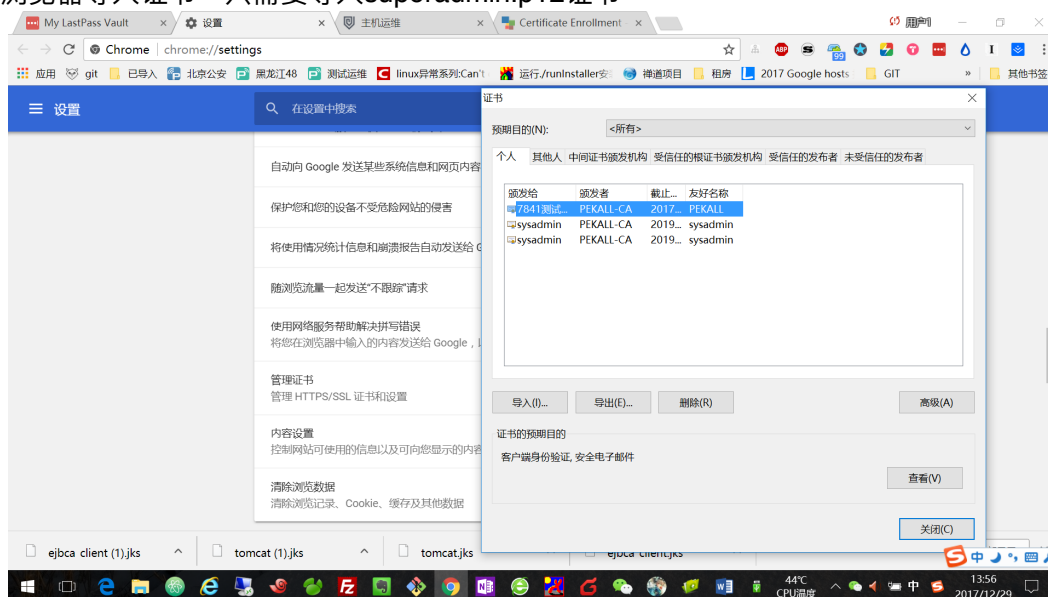 浏览器导入证书 只需要导入superadmin.p12证书
My LastPass Vault × 设置 × 主机运维 × Certificate Enrollment - ×
Chrome | chrome://settings
应用 git 已导入 北京公安 黑龙江48 测试运维 linux异常系列:Can't 运行./runInstaller安 禅道项目 租房 2017 Google hosts GIT » 其他书签
设置
在设置中搜索
自动向 Google 发送某些系统信息和网页内容
保护您和您的设备不受危险网站的侵害
将使用情况统计信息和崩溃报告自动发送给 G
随浏览流量一起发送“不跟踪”请求
使用网络服务帮助解决拼写错误
将您在浏览器中输入的内容发送给 Google，
管理证书
管理 HTTPS/SSL 证书和设置
内容设置
控制网站可使用的信息以及可向您显示的内容
清除浏览数据
清除浏览记录、Cookie、缓存及其他数据
证书
预期目的(N): <所有>
个人 其他人 中间证书颁发机构 受信任的根证书颁发机构 受信任的发布者 未受信任的发布者
颁发给 颁发者 截止... 友好名称
7841测试... PEKALL-CA 2017... PEKALL
sysadmin PEKALL-CA 2019... sysadmin
sysadmin PEKALL-CA 2019... sysadmin
导入(I)... 导出(E)... 删除(R) 高级(A)
证书的预期目的
客户端身份验证, 安全电子邮件
查看(V)
关闭(C)
ejbca client (1).jks tomcat (1).jks tomcat.jks ejbca client.jks
中
44℃
CPU温度
中
13:56
2017/12/29